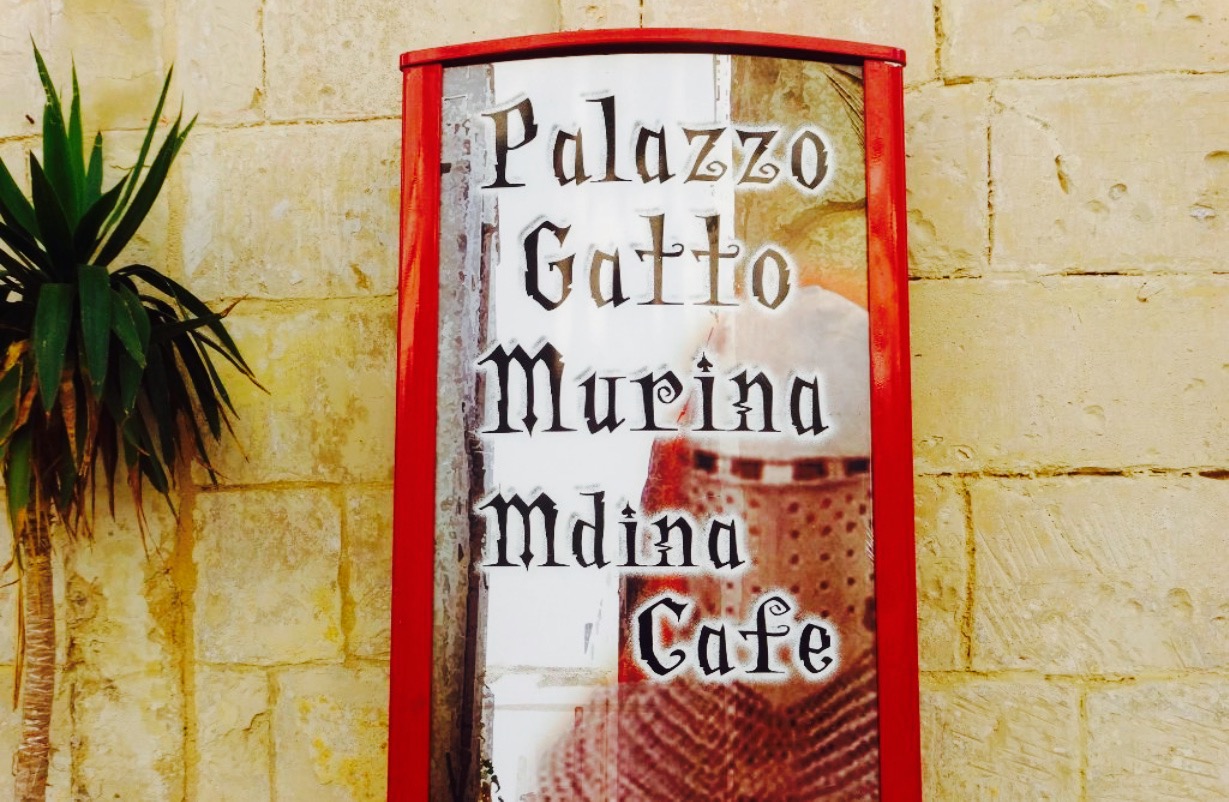 Palazzo
Gatto
Murina
Mdina
Cafe